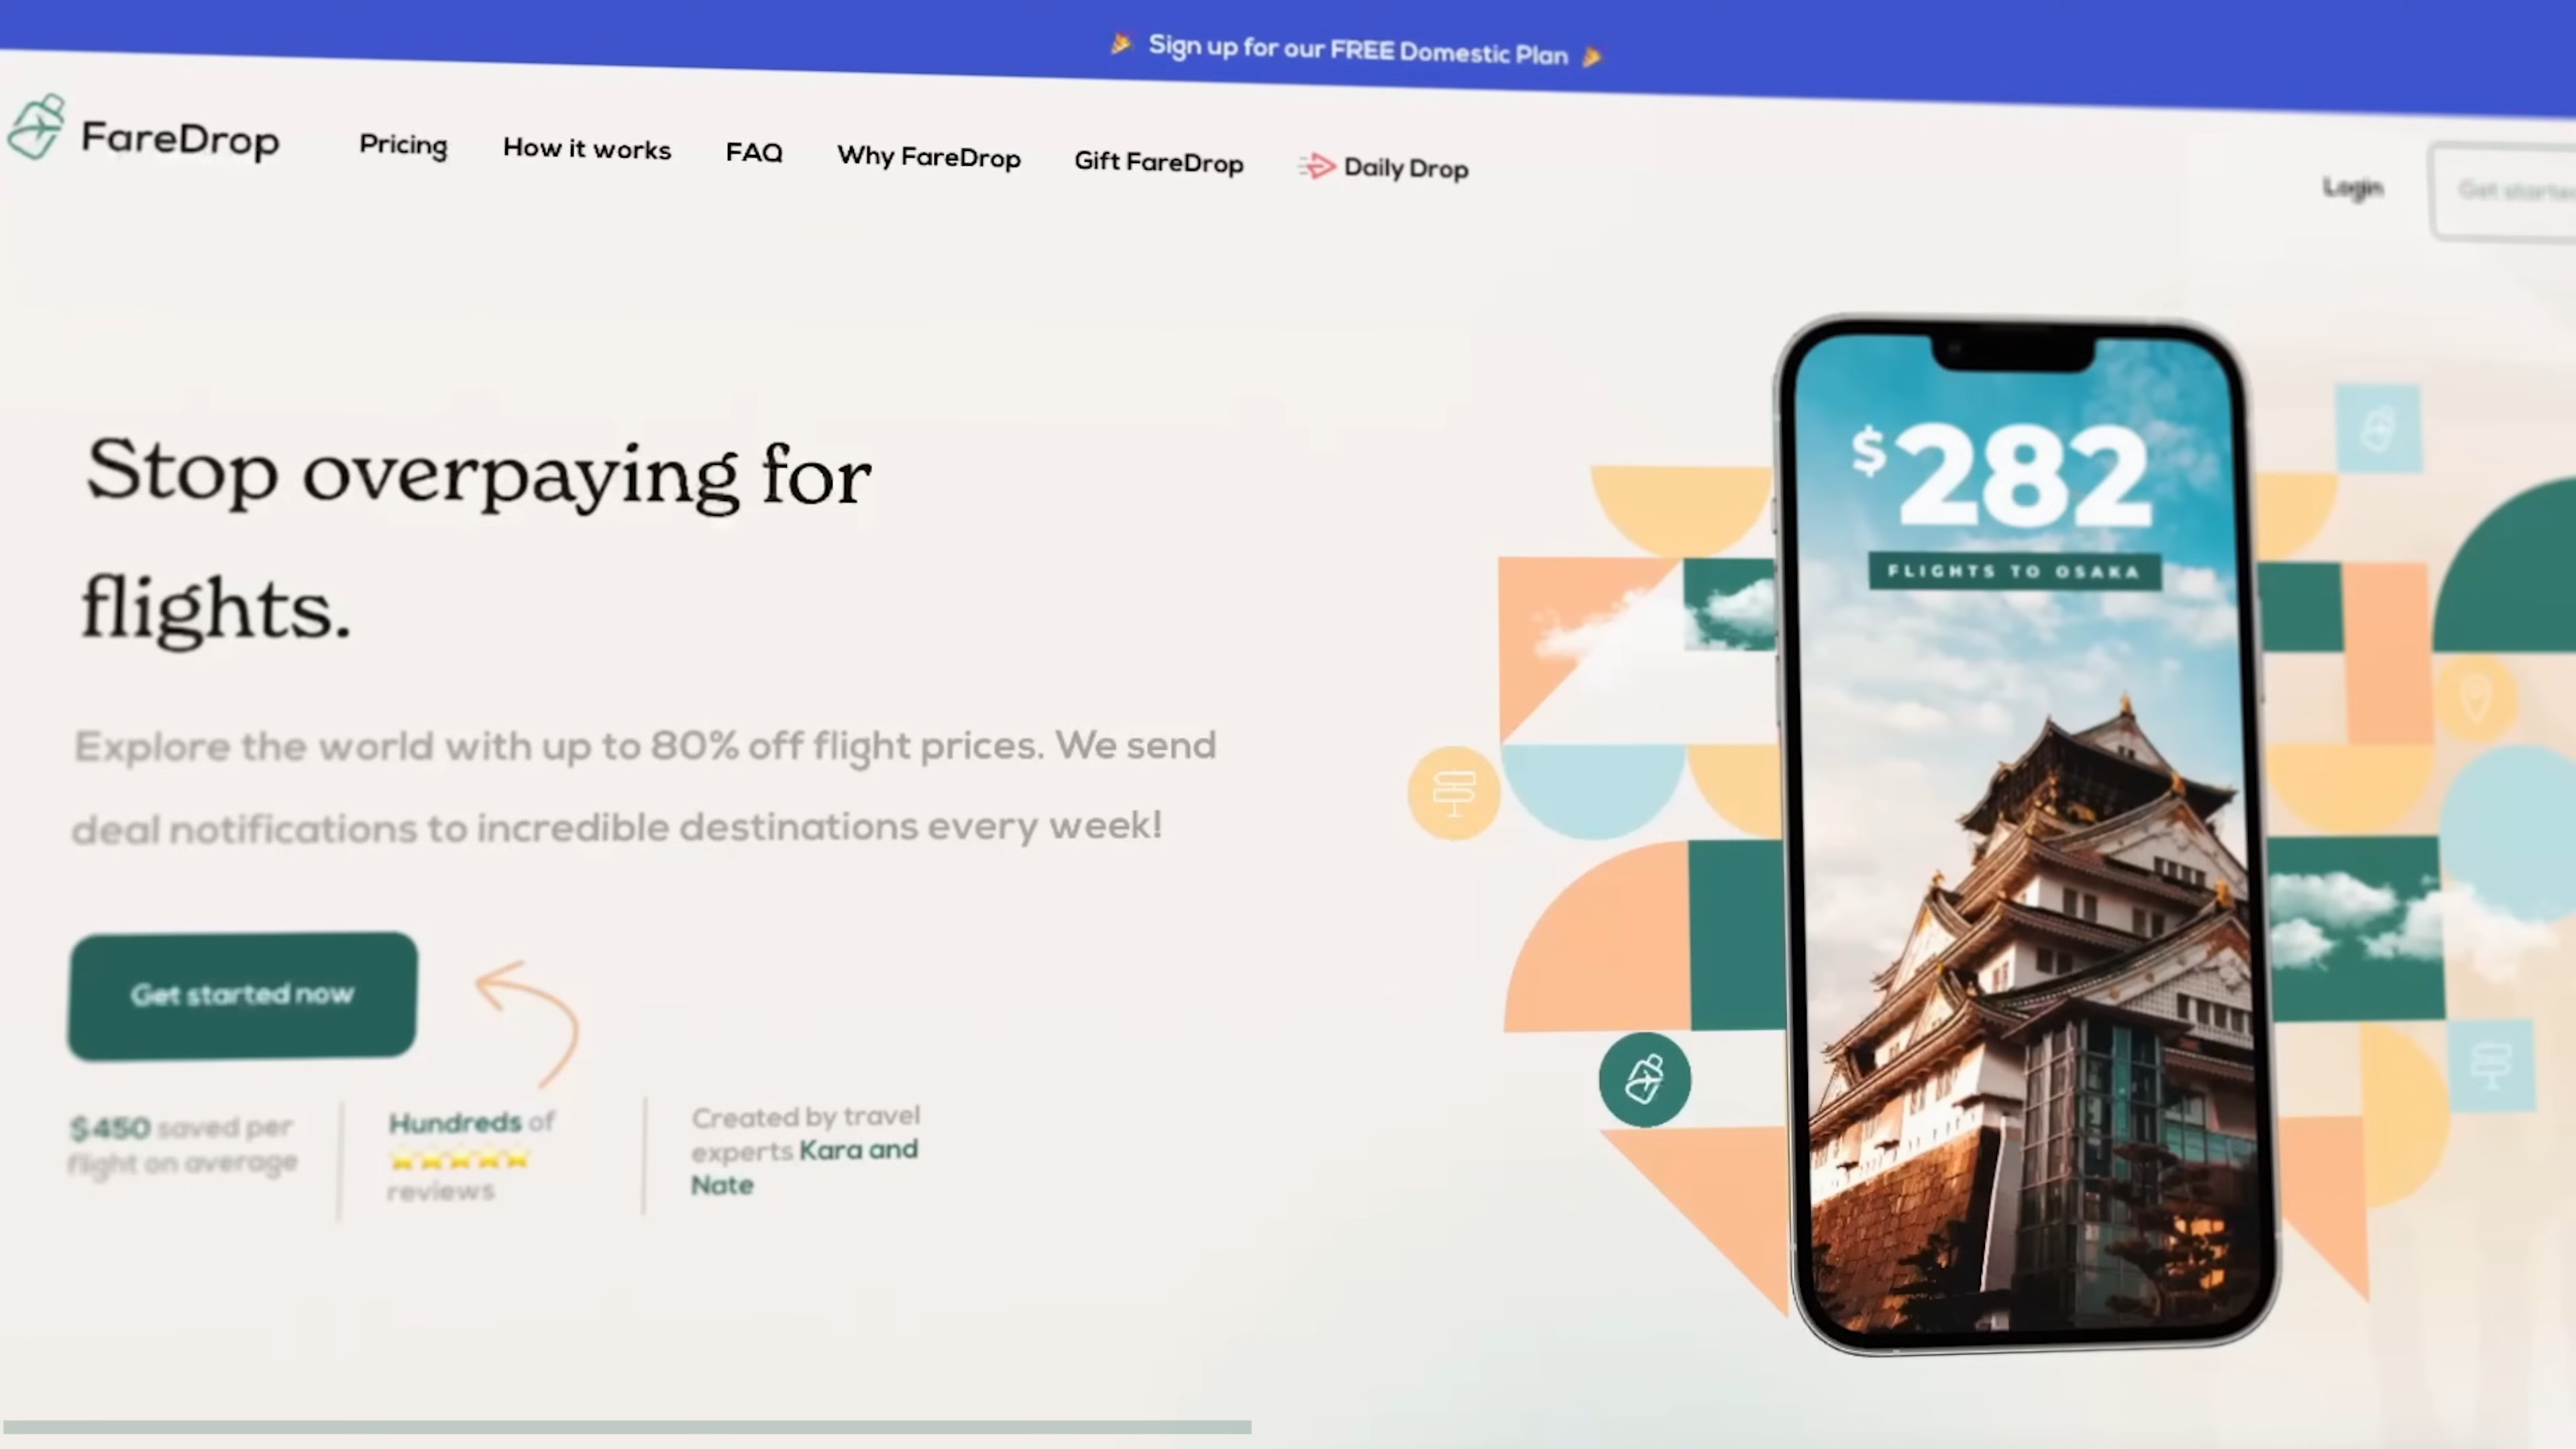 🎉 Sign up for our FREE Domestic Plan 🎉
FareDrop
Pricing
How it works
FAQ
Why FareDrop
Gift FareDrop
Daily Drop
Login
Get started
Stop overpaying for
flights.
Explore the world with up to 80% off flight prices. We send
deal notifications to incredible destinations every week!
Get started now
$450 saved per
flight on average
Hundreds of
⭐⭐⭐⭐⭐
reviews
Created by travel
experts Kara and
Nate
$282
FLIGHTS TO OSAKA